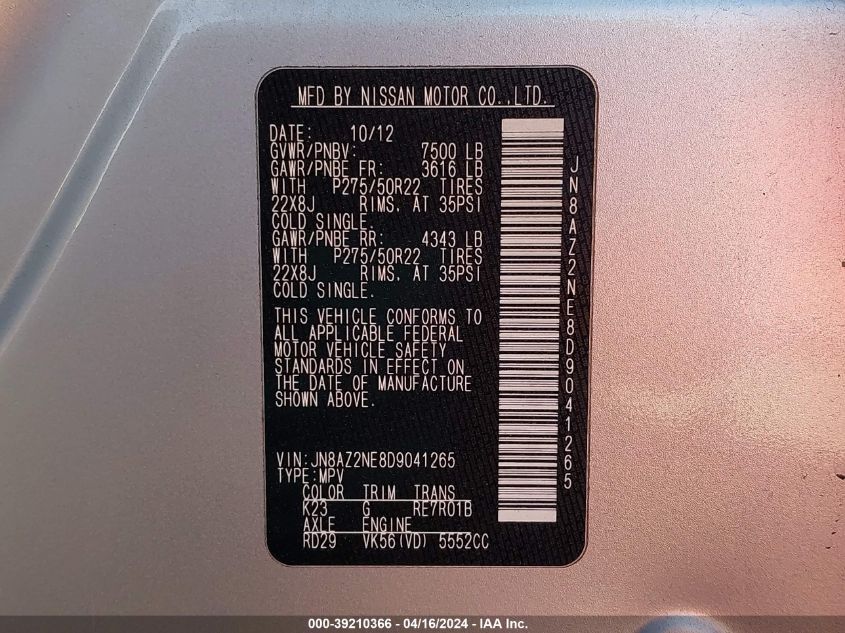 MFD BY NISSAN MOTOR CO.,LTD.
DATE: 10/12
GVWR/PNBV: 7500 LB
GAWR/PNBE FR: 3616 LB
WITH P275/50R22 TIRES
22X8J RIMS, AT 35PSI
COLD SINGLE.
GAWR/PNBE RR: 4343 LB
WITH P275/50R22 TIRES
22X8J RIMS, AT 35PSI
COLD SINGLE.
THIS VEHICLE CONFORMS TO
ALL APPLICABLE FEDERAL
MOTOR VEHICLE SAFETY
STANDARDS IN EFFECT ON
THE DATE OF MANUFACTURE
SHOWN ABOVE.
VIN:JN8AZ2NE8D9041265
TYPE:MPV
COLOR TRIM TRANS
K23 G RE7R01B
AXLE ENGINE
RD29 VK56(VD) 5552CC
JN8AZ2NE8D9041265
000-39210366 - 04/16/2024 - IAA Inc.